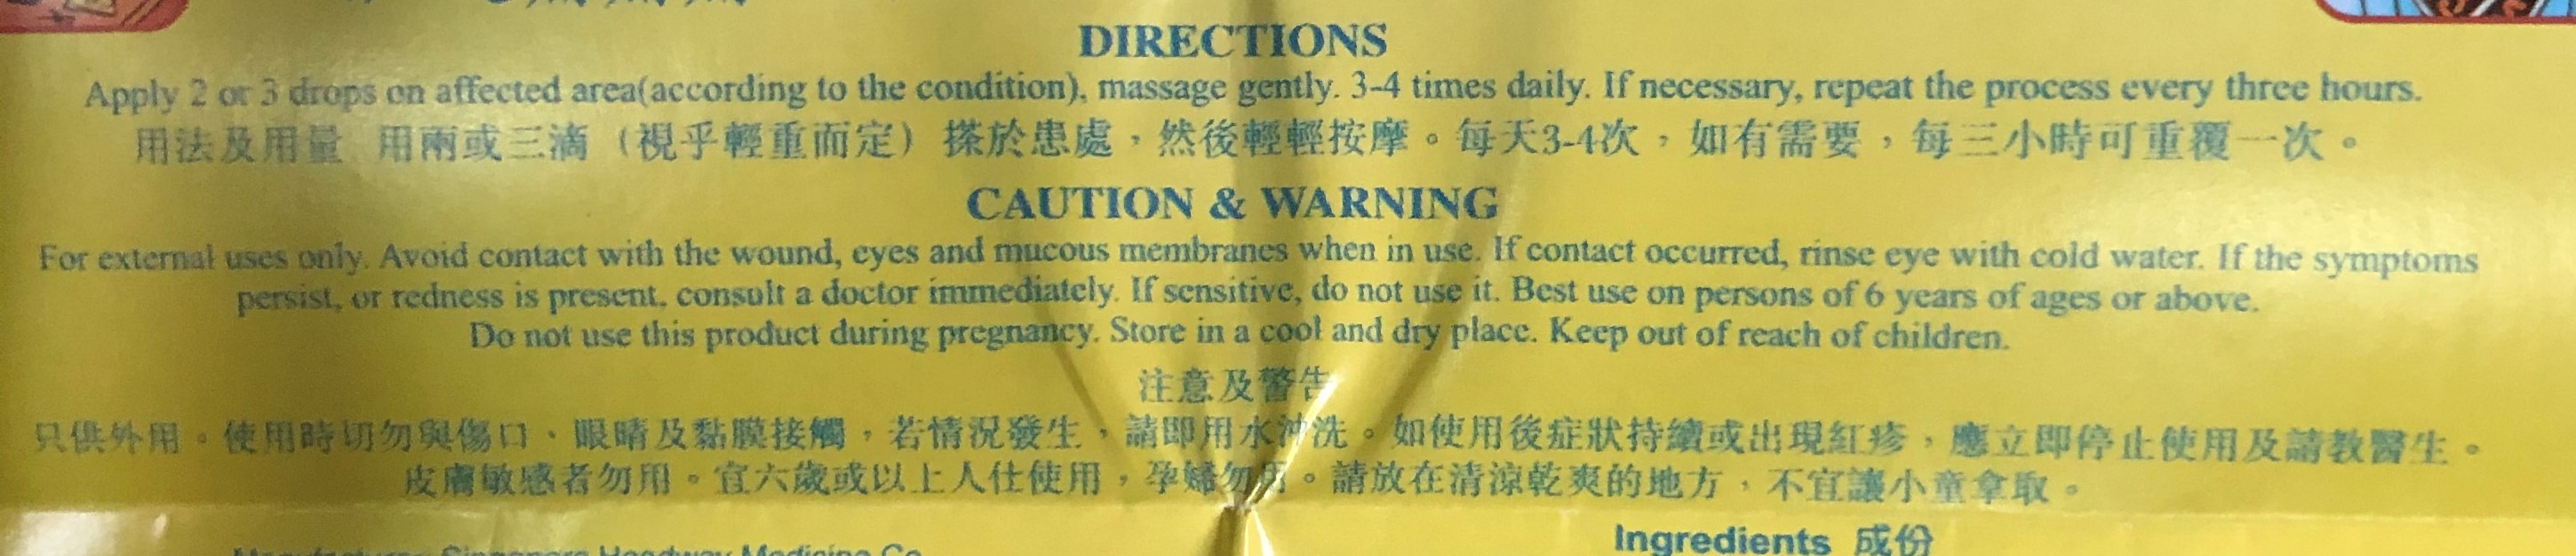 DIRECTIONS
Apply 2 or 3 drops on affected area(according to the condition), massage gently. 3-4 times daily. If necessary, repeat the process every three hours.
用法及用量 用兩或三滴（視乎輕重而定）搽於患處，然後輕輕按摩。每天3-4次，如有需要，每三小時可重覆一次。
CAUTION & WARNING
For external uses only. Avoid contact with the wound, eyes and mucous membranes when in use. If contact occurred, rinse eye with cold water. If the symptoms
persist, or redness is present, consult a doctor immediately. If sensitive, do not use it. Best use on persons of 6 years of ages or above.
Do not use this product during pregnancy. Store in a cool and dry place. Keep out of reach of children.
注意及警告
只供外用。使用時切勿與傷口、眼睛及黏膜接觸，若情況發生，請即用水沖洗。如使用後症狀持續或出現紅疹，應立即停止使用及請教醫生。
皮膚敏感者勿用。宜六歲或以上人仕使用，孕婦勿用。請放在清涼乾爽的地方，不宜讓小童拿取。
Singapore Headway Medicine Co
Ingredients 成份